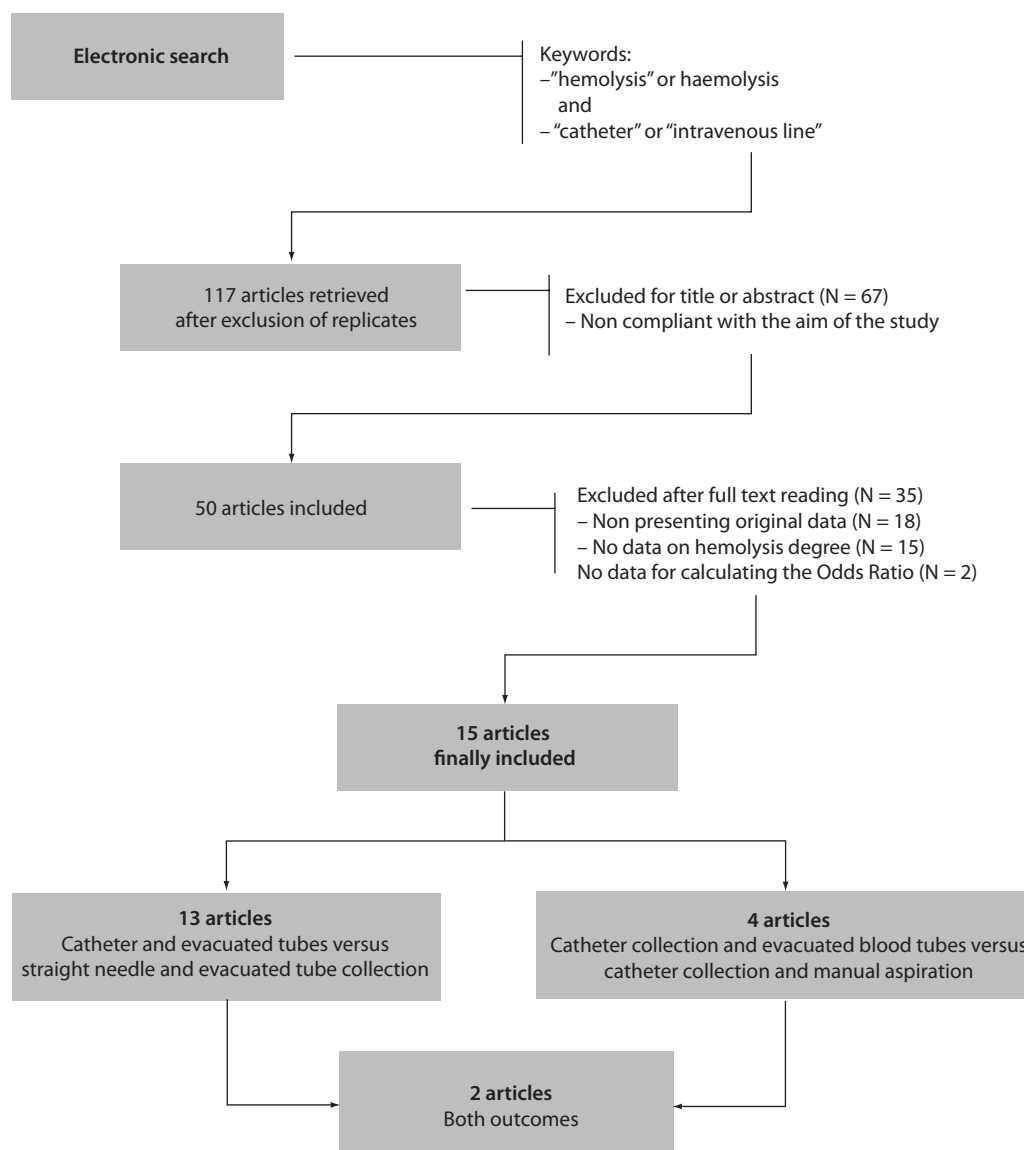 Electronic search
Keywords:
–"hemolysis" or haemolysis
and
– "catheter" or "intravenous line"
117 articles retrieved
after exclusion of replicates
Excluded for title or abstract (N = 67)
– Non compliant with the aim of the study
50 articles included
Excluded after full text reading (N = 35)
– Non presenting original data (N = 18)
– No data on hemolysis degree (N = 15)
No data for calculating the Odds Ratio (N = 2)
15 articles
finally included
13 articles
Catheter and evacuated tubes versus
straight needle and evacuated tube collection
4 articles
Catheter collection and evacuated blood tubes versus
catheter collection and manual aspiration
2 articles
Both outcomes